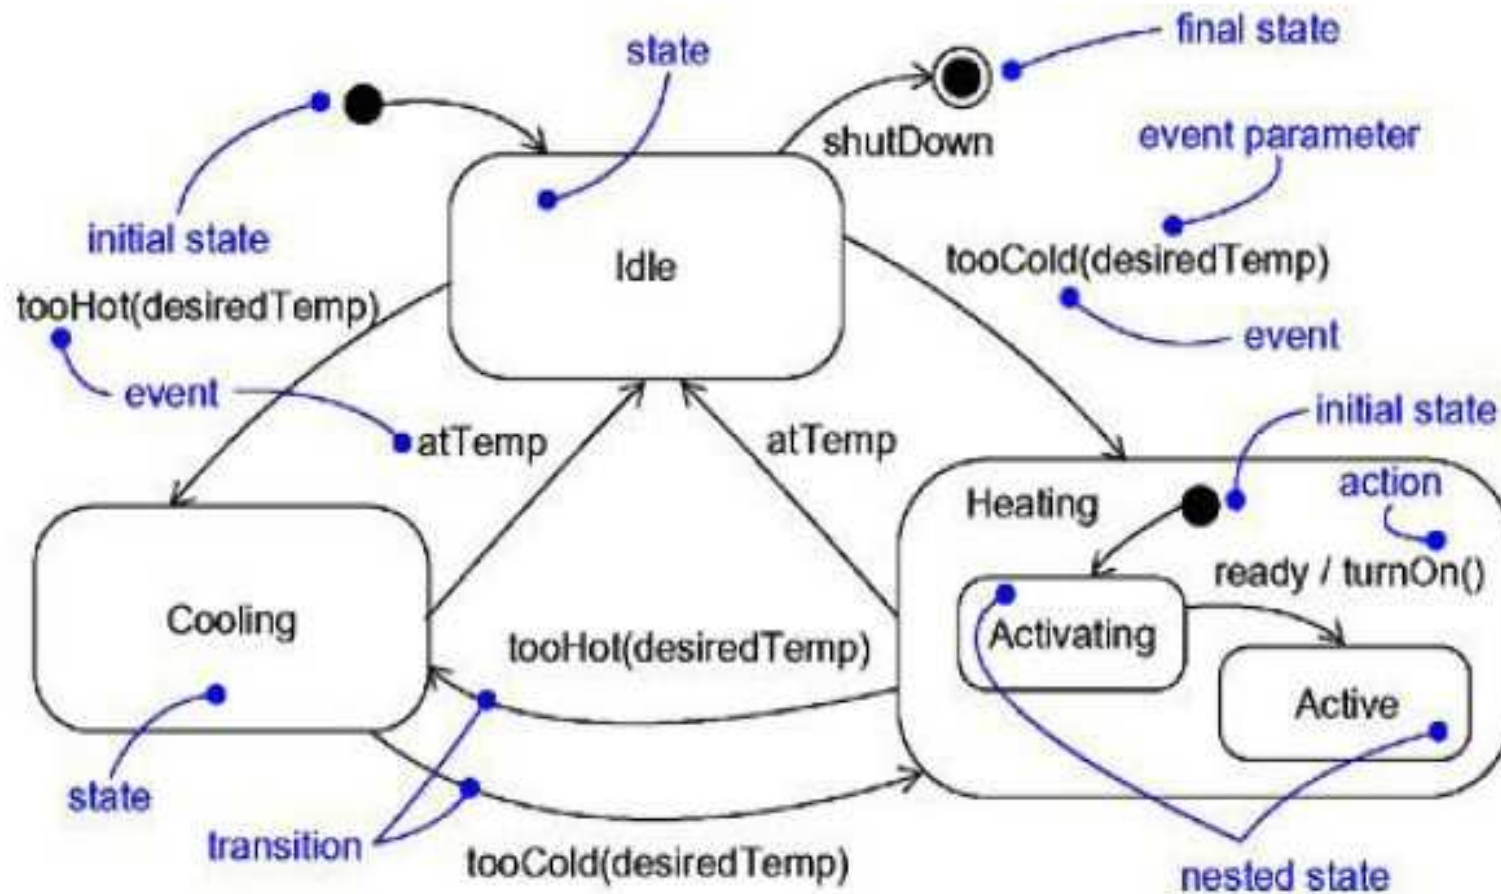 final state
state
shutDown
event parameter
initial state
Idle
tooCold(desiredTemp)
tooHot(desiredTemp)
event
event
initial state
atTemp
atTemp
action
Heating
ready / turnOn()
Cooling
Activating
tooHot(desiredTemp)
Active
state
transition
tooCold(desiredTemp)
nested state